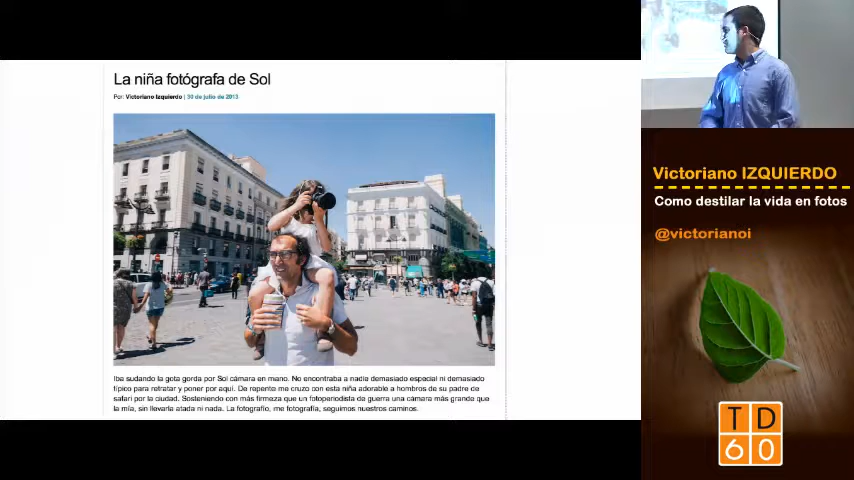 La niña fotógrafa de Sol
Por: Victoriano Izquierdo | 30 de julio de 2013
Iba sudando la gota gorda por Sol cámara en mano. No encontraba a nadie demasiado especial ni demasiado
típico para retratar y poner por aquí. De repente me cruzo con esta niña adorable a hombros de su padre de
safari por la ciudad. Sosteniendo con más firmeza que un fotoperiodista de guerra una cámara más grande que
la mía, sin llevarla atada ni nada. La fotografío, me fotografía, seguimos nuestros caminos.
Victoriano IZQUIERDO
Como destilar la vida en fotos
@victorianoi
TD
60